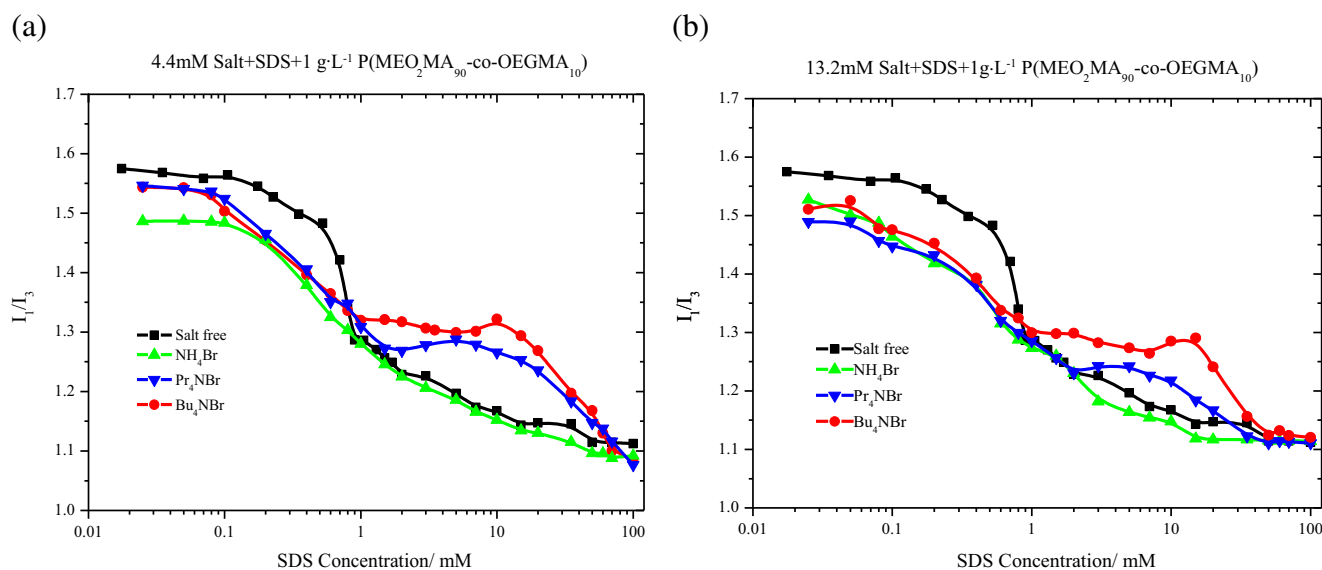 (a)
4.4mM Salt+SDS+1 g·L⁻¹ P(MEO₂MA₉₀-co-OEGMA₁₀)
1.7
1.6
1.5
1.4
1.3
1.2
1.1
1.0
I₁/I₃
Salt free
NH₄Br
Pr₄NBr
Bu₄NBr
0.01 0.1 1 10 100
SDS Concentration/ mM
(b)
13.2mM Salt+SDS+1g·L⁻¹ P(MEO₂MA₉₀-co-OEGMA₁₀)
1.7
1.6
1.5
1.4
1.3
1.2
1.1
1.0
I₁/I₃
Salt free
NH₄Br
Pr₄NBr
Bu₄NBr
0.01 0.1 1 10 100
SDS Concentration/ mM